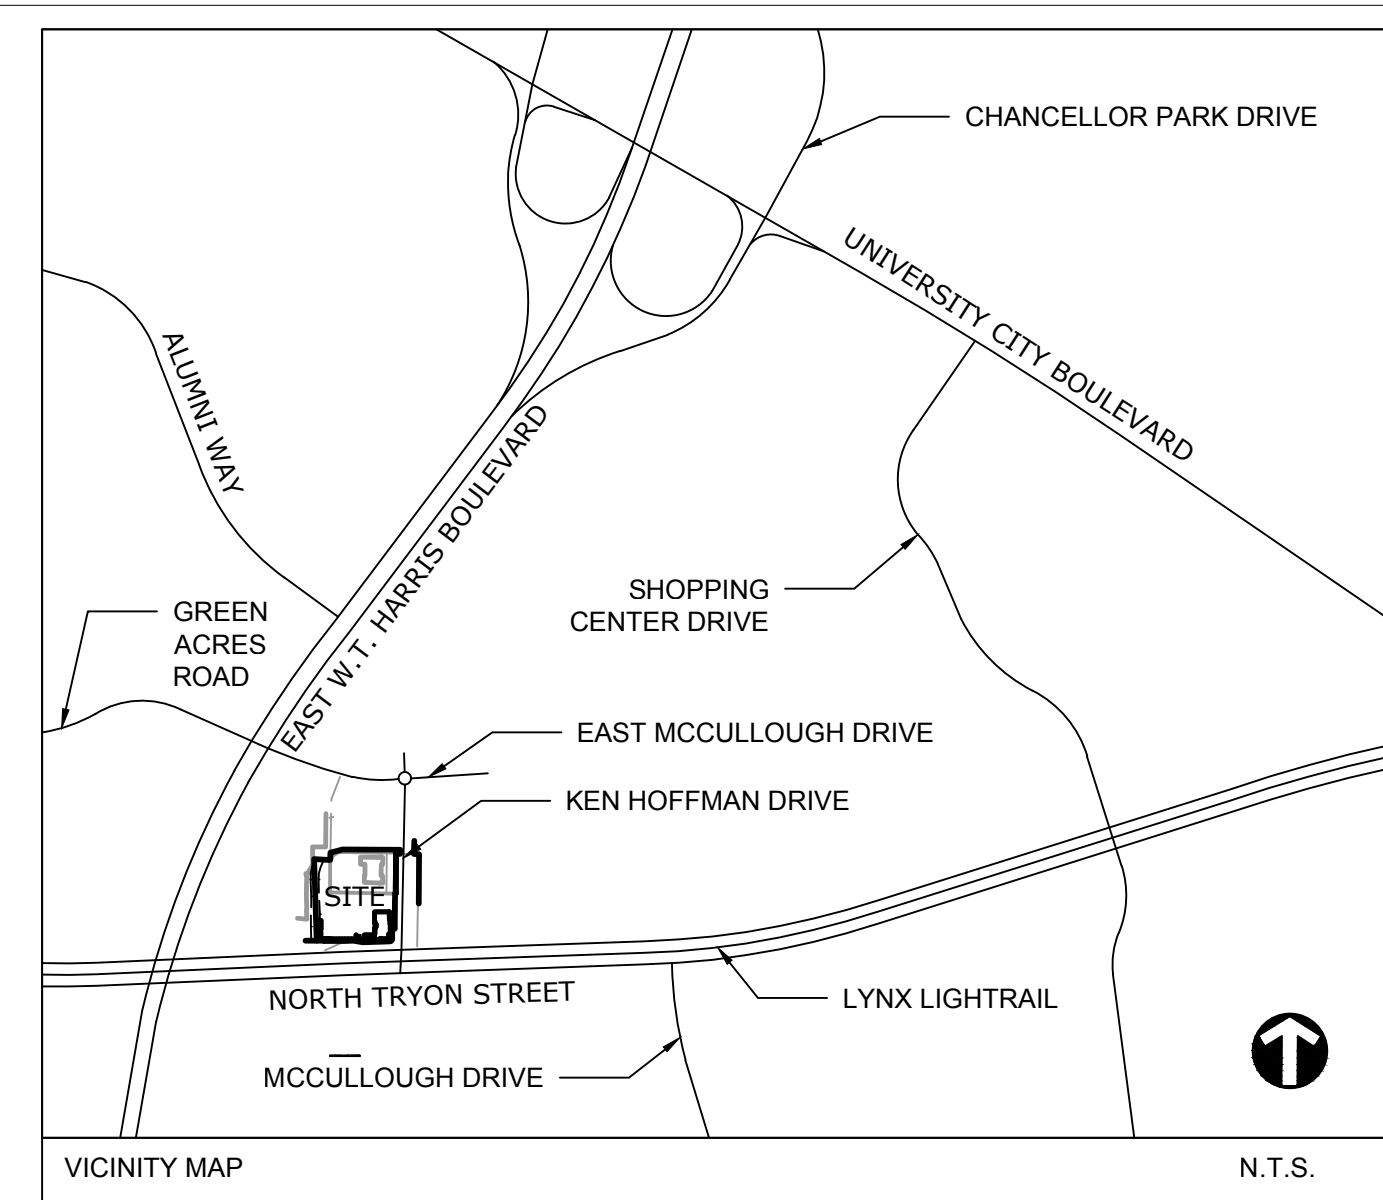 CHANCELLOR PARK DRIVE
UNIVERSITY CITY BOULEVARD
ALUMNI WAY
EAST W.T. HARRIS BOULEVARD
SHOPPING
CENTER DRIVE
GREEN
ACRES
ROAD
EAST MCCULLOUGH DRIVE
KEN HOFFMAN DRIVE
SITE
NORTH TRYON STREET
LYNX LIGHTRAIL
MCCULLOUGH DRIVE
VICINITY MAP
N.T.S.